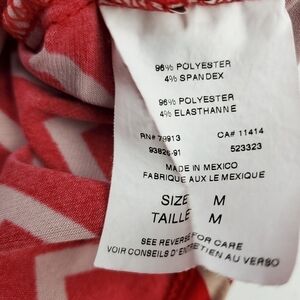 96% POLYESTER
4% SPANDEX
96% POLYESTER
4% ELASTHANNE
RN# 79913 CA# 11414
93826-91 523323
MADE IN MEXICO
FABRIQUE AUX LE MEXIQUE
SIZE M
TAILLE M
SEE REVERSE FOR CARE
VOIR CONSEILS D'ENTRETIEN AU VERSO